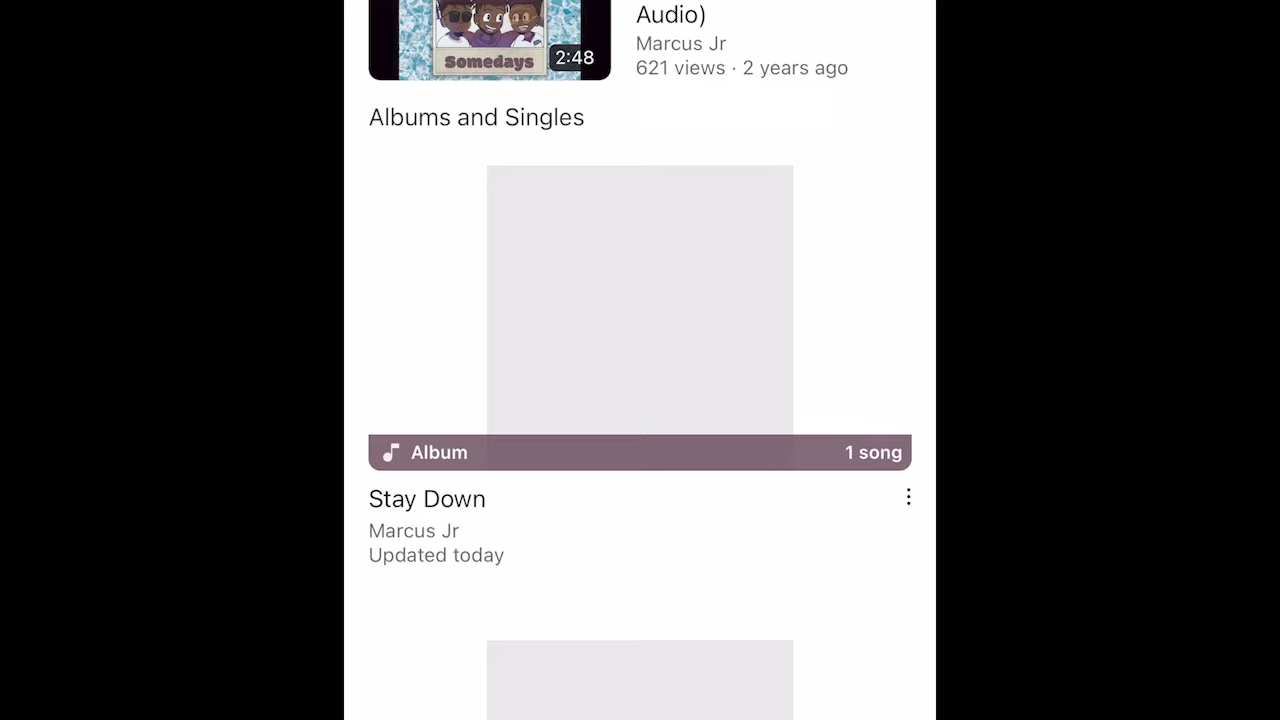 Audio)
Somedays
2:48
Marcus Jr
621 views · 2 years ago
Albums and Singles
Album
1 song
Stay Down
Marcus Jr
Updated today